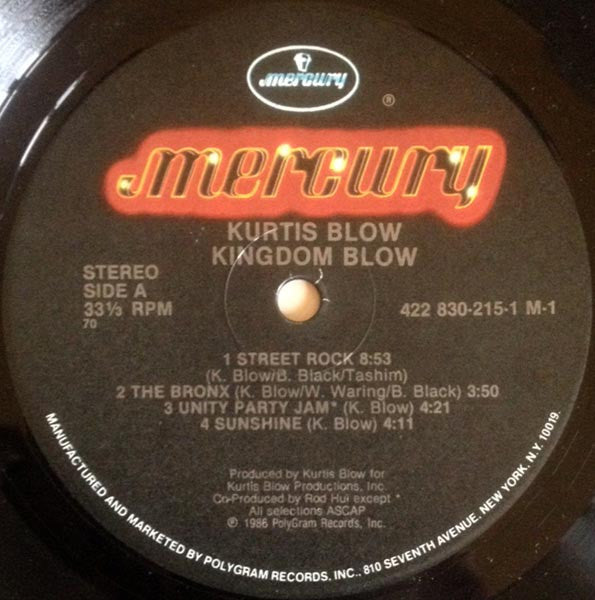 mercury
®
mercury
KURTIS BLOW
KINGDOM BLOW
STEREO
SIDE A
33⅓ RPM
70
422 830-215-1 M-1
1 STREET ROCK 8:53
(K. Blow/B. Black/Tashim)
2 THE BRONX (K. Blow/W. Waring/B. Black) 3:50
3 UNITY PARTY JAM* (K. Blow) 4:21
4 SUNSHINE (K. Blow) 4:11
Produced by Kurtis Blow for
Kurtis Blow Productions, Inc.
Co-Produced by Rod Hui except *
All selections ASCAP
℗ 1986 PolyGram Records, Inc.
MANUFACTURED AND MARKETED BY POLYGRAM RECORDS, INC., 810 SEVENTH AVENUE, NEW YORK, N.Y. 10019.